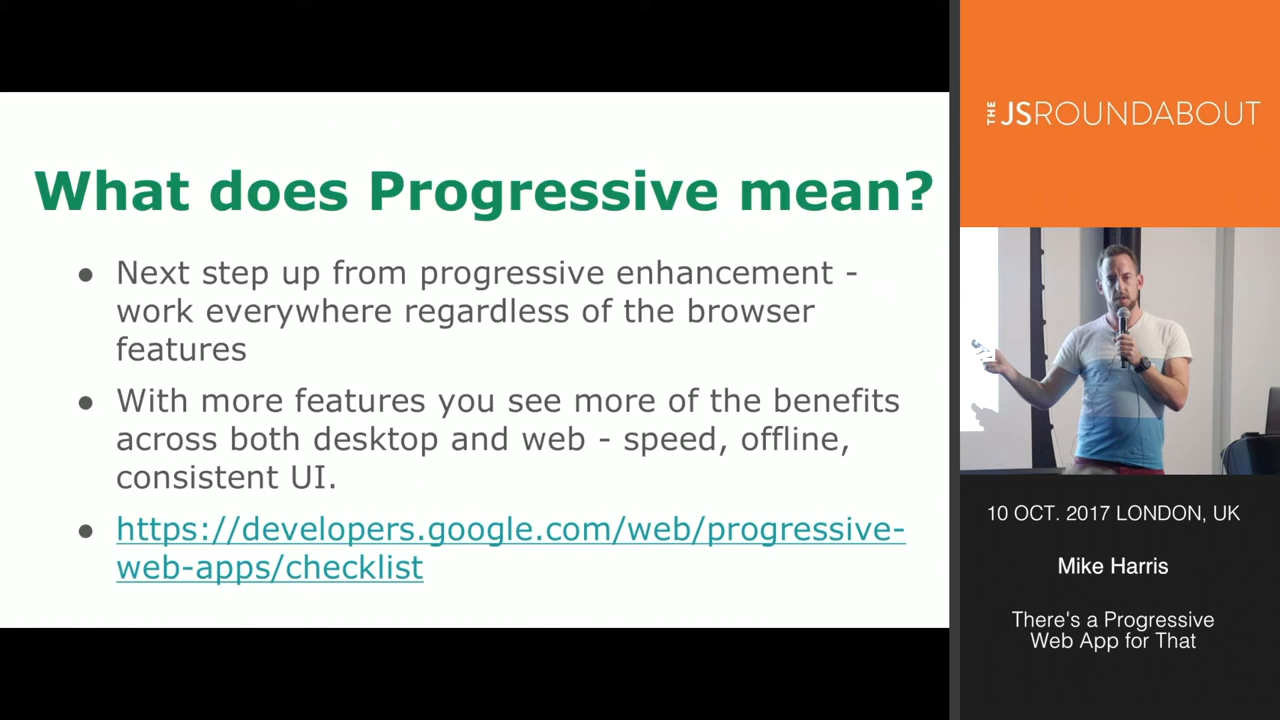 What does Progressive mean?
● Next step up from progressive enhancement -
work everywhere regardless of the browser
features
● With more features you see more of the benefits
across both desktop and web - speed, offline,
consistent UI.
● https://developers.google.com/web/progressive-
web-apps/checklist
THE JSROUNDABOUT
10 OCT. 2017 LONDON, UK
Mike Harris
There's a Progressive
Web App for That